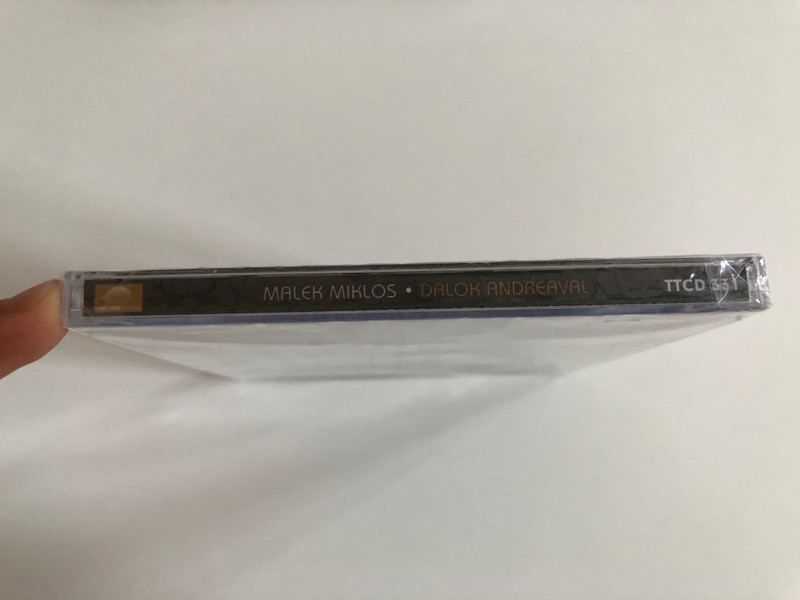 MALEK MIKLOS • DALOK ANDREAVAL TTCD 331